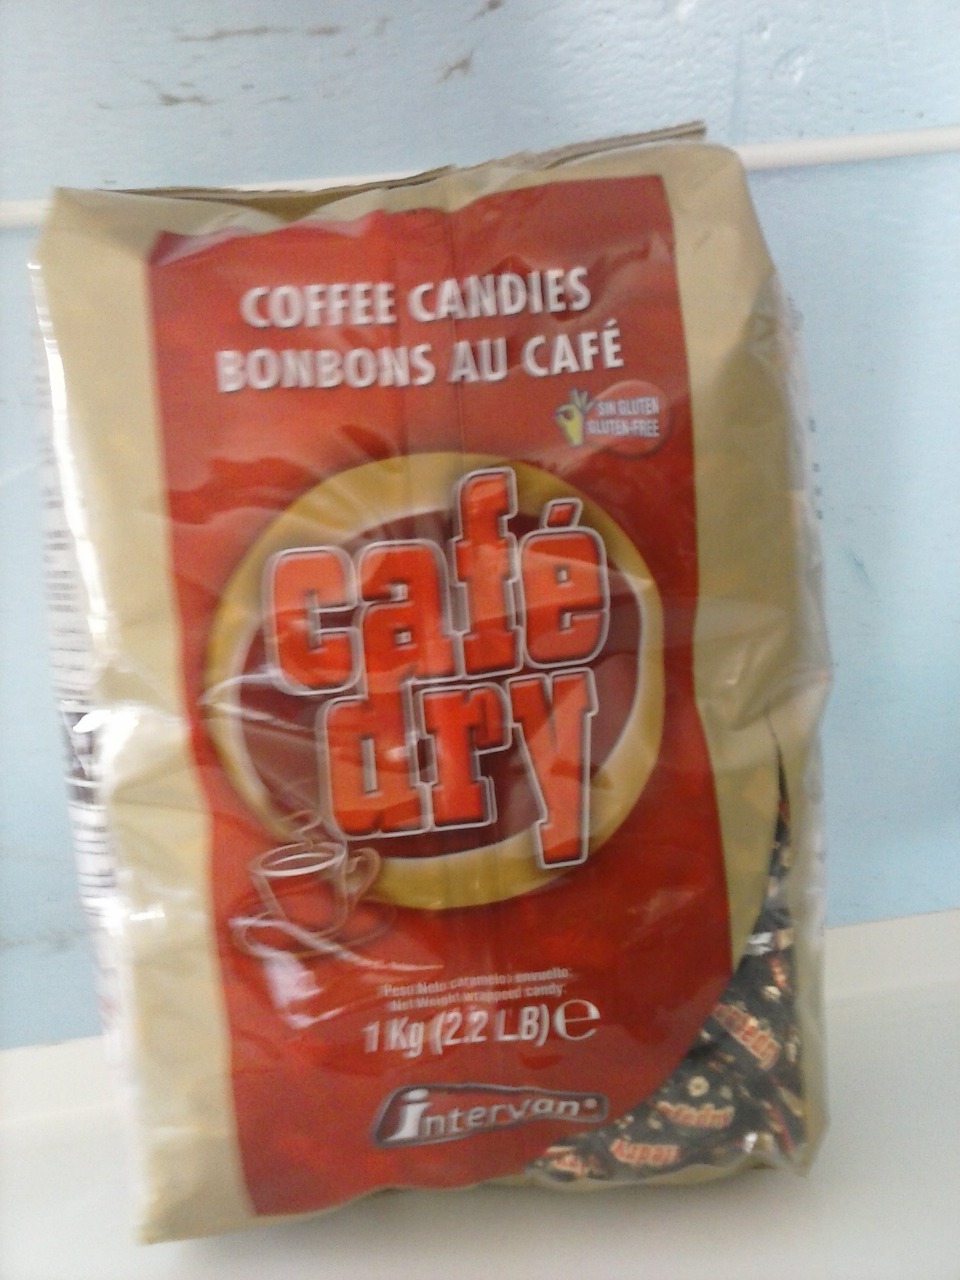 COFFEE CANDIES
BONBONS AU CAFÉ
SIN GLUTEN
GLUTEN-FREE
café
dry
Peso Neto caramelo envuelto:
Net Weight wrapped candy:
1 Kg (2.2 LB) e
intervan